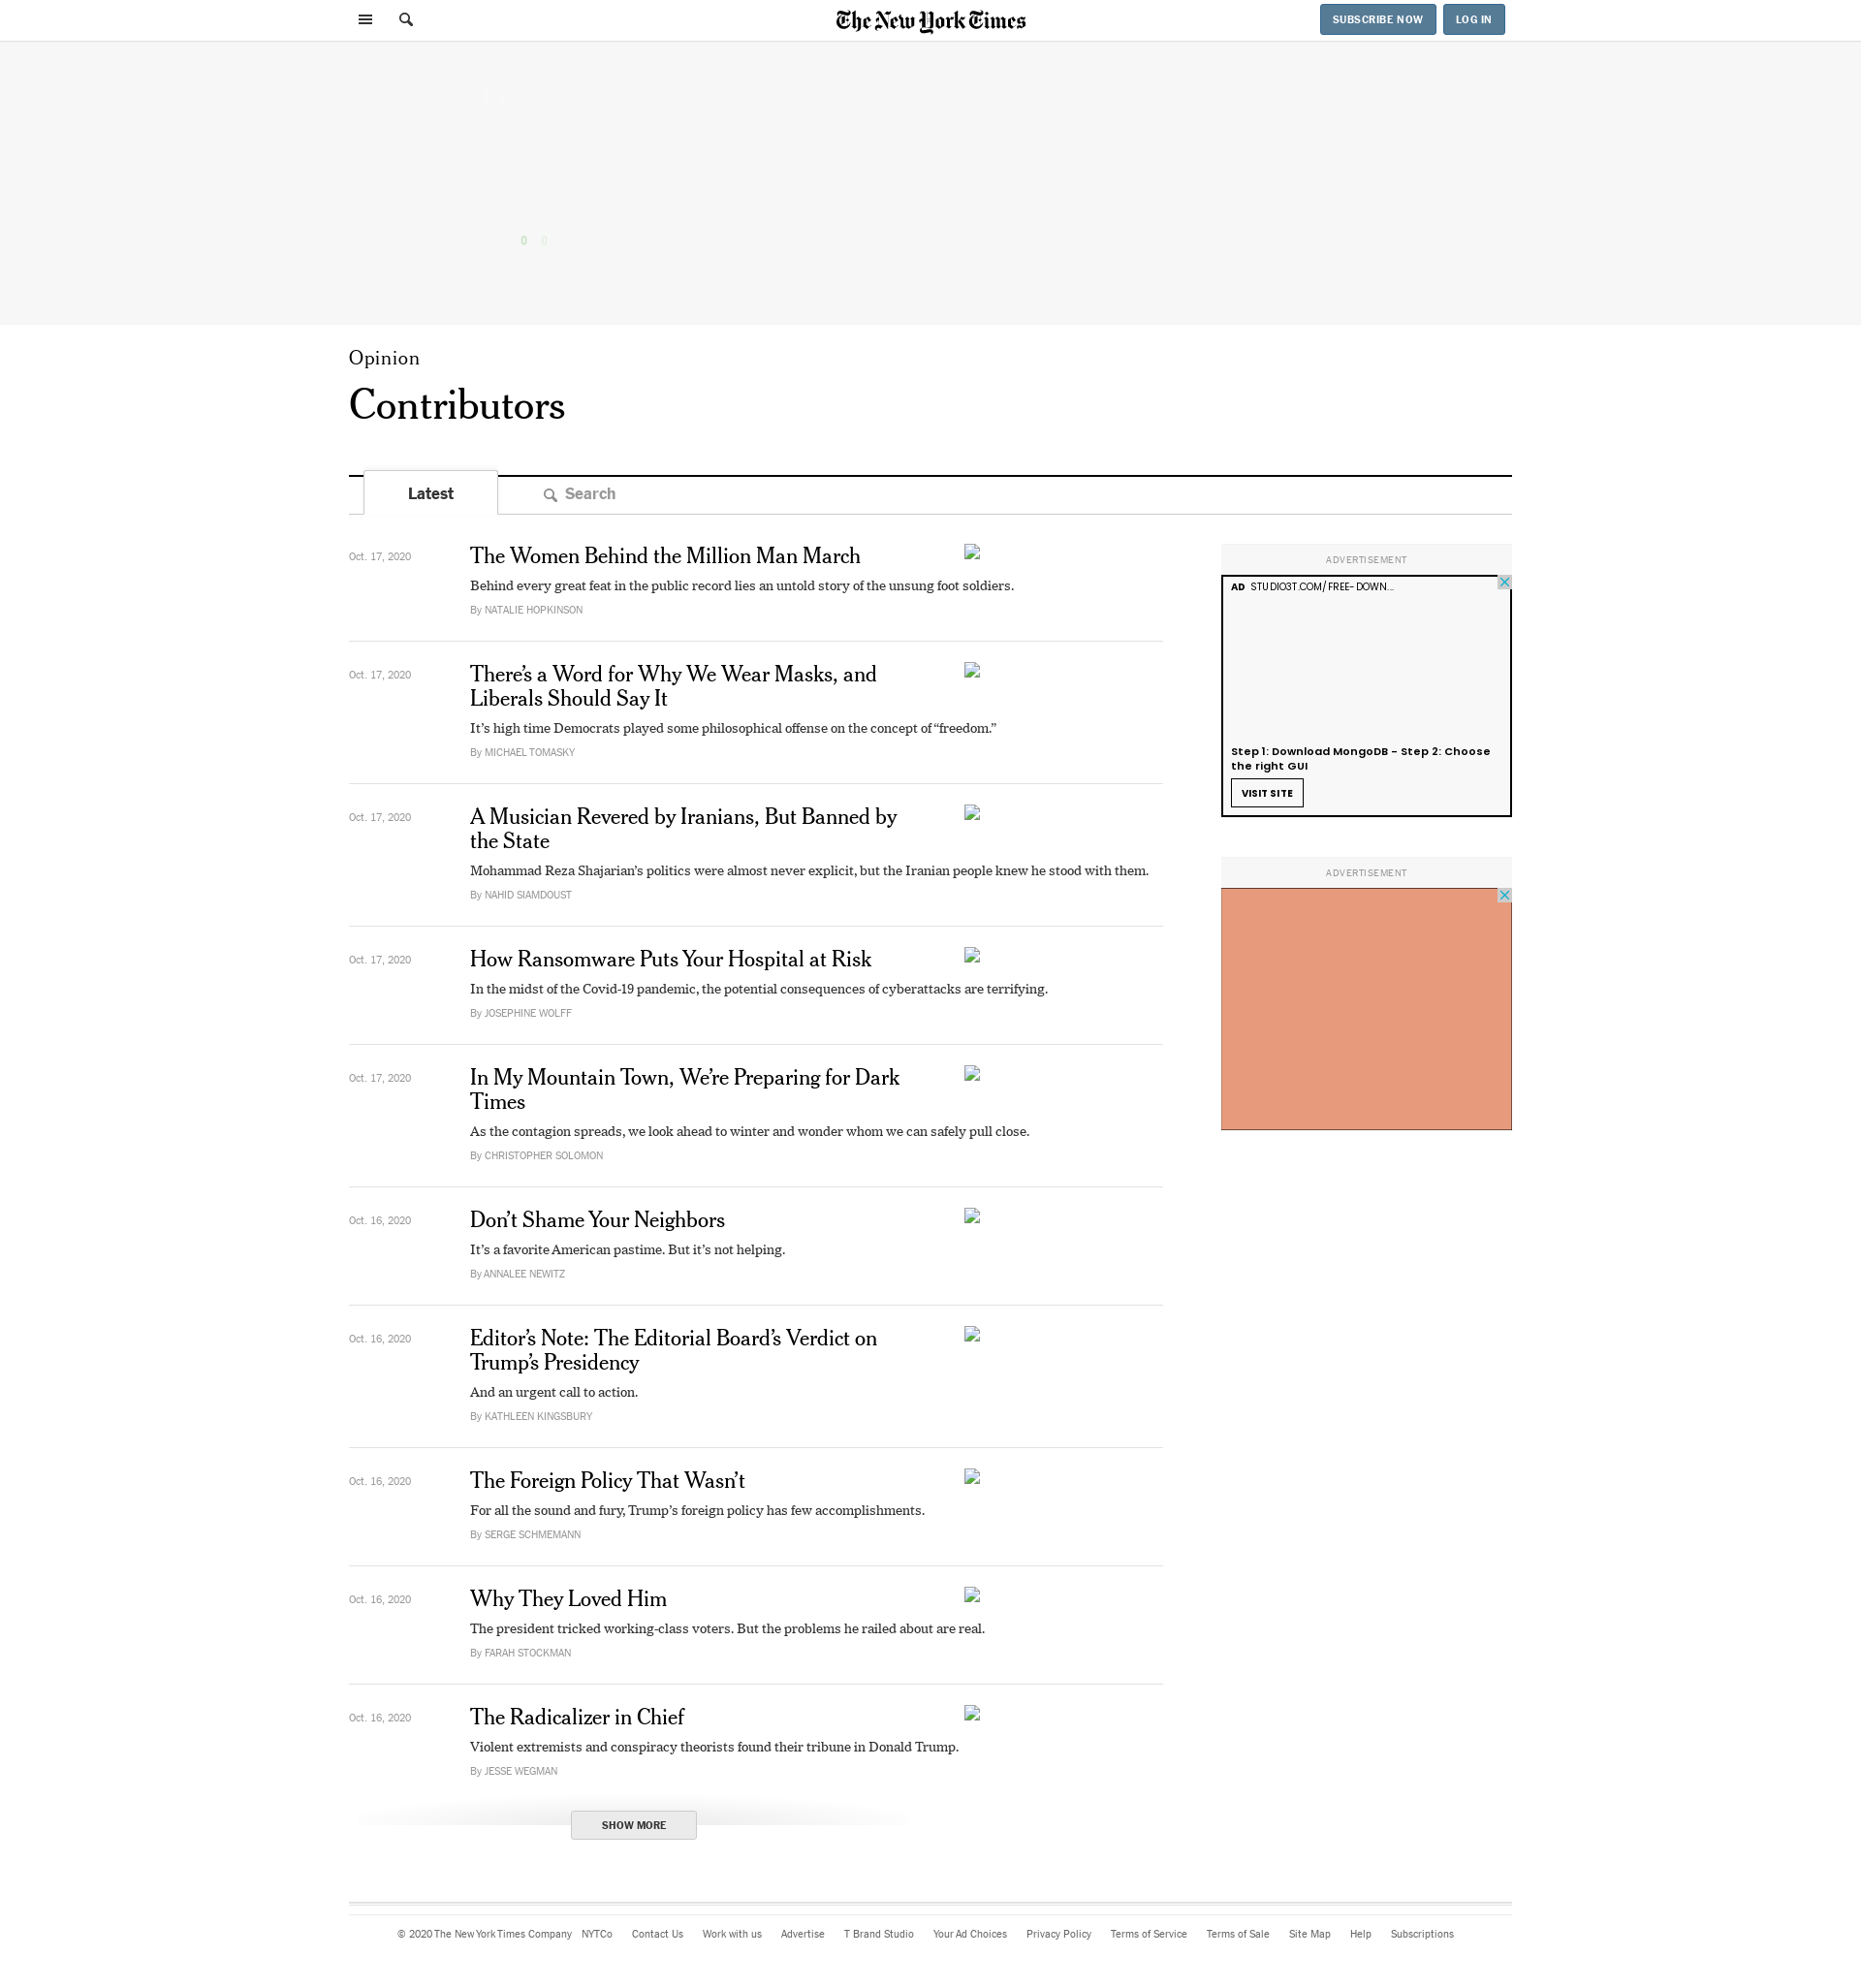 The New York Times
SUBSCRIBE NOW
LOG IN
0 0
Opinion
Contributors
Latest
Search
Oct. 17, 2020
The Women Behind the Million Man March
Behind every great feat in the public record lies an untold story of the unsung foot soldiers.
By NATALIE HOPKINSON
Oct. 17, 2020
There’s a Word for Why We Wear Masks, and
Liberals Should Say It
It’s high time Democrats played some philosophical offense on the concept of “freedom.”
By MICHAEL TOMASKY
Oct. 17, 2020
A Musician Revered by Iranians, But Banned by
the State
Mohammad Reza Shajarian’s politics were almost never explicit, but the Iranian people knew he stood with them.
By NAHID SIAMDOUST
Oct. 17, 2020
How Ransomware Puts Your Hospital at Risk
In the midst of the Covid-19 pandemic, the potential consequences of cyberattacks are terrifying.
By JOSEPHINE WOLFF
Oct. 17, 2020
In My Mountain Town, We’re Preparing for Dark
Times
As the contagion spreads, we look ahead to winter and wonder whom we can safely pull close.
By CHRISTOPHER SOLOMON
Oct. 16, 2020
Don’t Shame Your Neighbors
It’s a favorite American pastime. But it’s not helping.
By ANNALEE NEWITZ
Oct. 16, 2020
Editor’s Note: The Editorial Board’s Verdict on
Trump’s Presidency
And an urgent call to action.
By KATHLEEN KINGSBURY
Oct. 16, 2020
The Foreign Policy That Wasn’t
For all the sound and fury, Trump’s foreign policy has few accomplishments.
By SERGE SCHMEMANN
Oct. 16, 2020
Why They Loved Him
The president tricked working-class voters. But the problems he railed about are real.
By FARAH STOCKMAN
Oct. 16, 2020
The Radicalizer in Chief
Violent extremists and conspiracy theorists found their tribune in Donald Trump.
By JESSE WEGMAN
SHOW MORE
ADVERTISEMENT
AD STUDIO3T.COM/FREE-DOWN...
Step 1: Download MongoDB - Step 2: Choose
the right GUI
VISIT SITE
ADVERTISEMENT
© 2020 The New York Times Company NYTCo Contact Us Work with us Advertise T Brand Studio Your Ad Choices Privacy Policy Terms of Service Terms of Sale Site Map Help Subscriptions